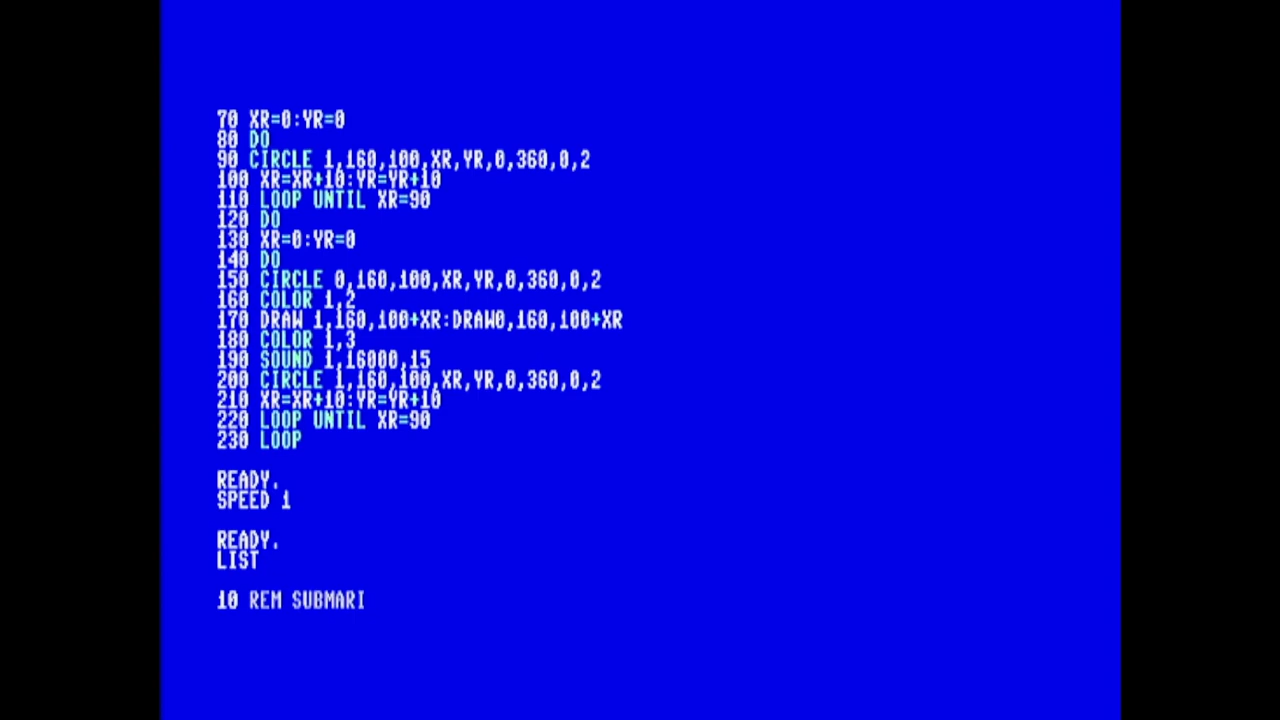 70 XR=0:YR=0
80 DO
90 CIRCLE 1,160,100,XR,YR,0,360,0,2
100 XR=XR+10:YR=YR+10
110 LOOP UNTIL XR=90
120 DO
130 XR=0:YR=0
140 DO
150 CIRCLE 0,160,100,XR,YR,0,360,0,2
160 COLOR 1,2
170 DRAW 1,160,100+XR:DRAW0,160,100+XR
180 COLOR 1,3
190 SOUND 1,16000,15
200 CIRCLE 1,160,100,XR,YR,0,360,0,2
210 XR=XR+10:YR=YR+10
220 LOOP UNTIL XR=90
230 LOOP
READY.
SPEED 1
READY.
LIST
10 REM SUBMARI